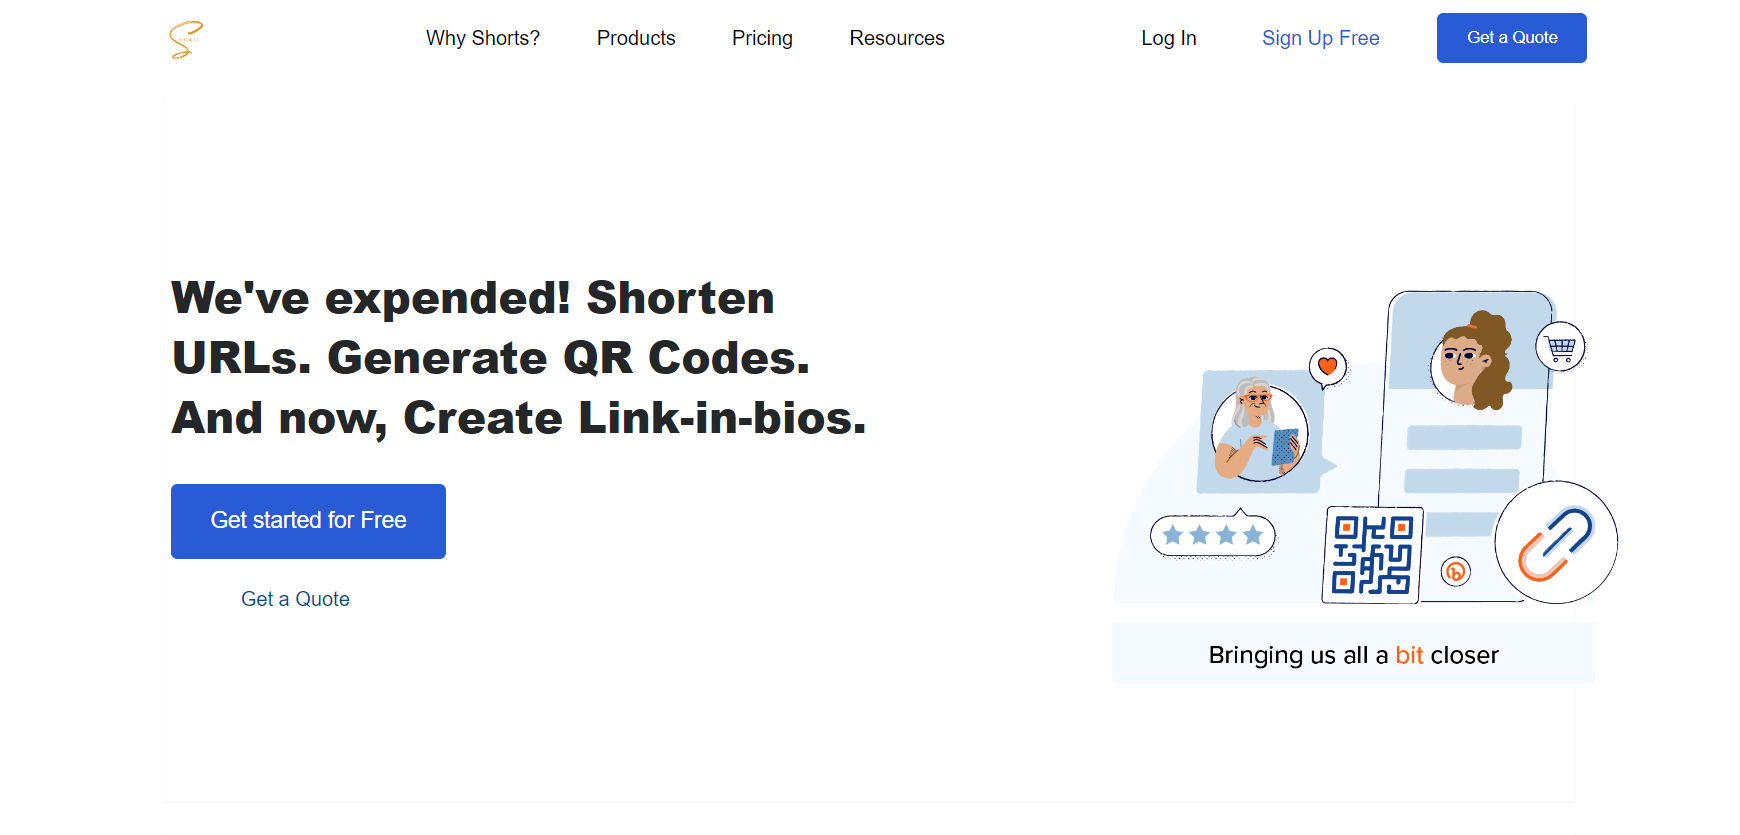 Why Shorts?
Products
Pricing
Resources
Log In
Sign Up Free
Get a Quote
We've expended! Shorten
URLs. Generate QR Codes.
And now, Create Link-in-bios.
Get started for Free
Get a Quote
Bringing us all a bit closer